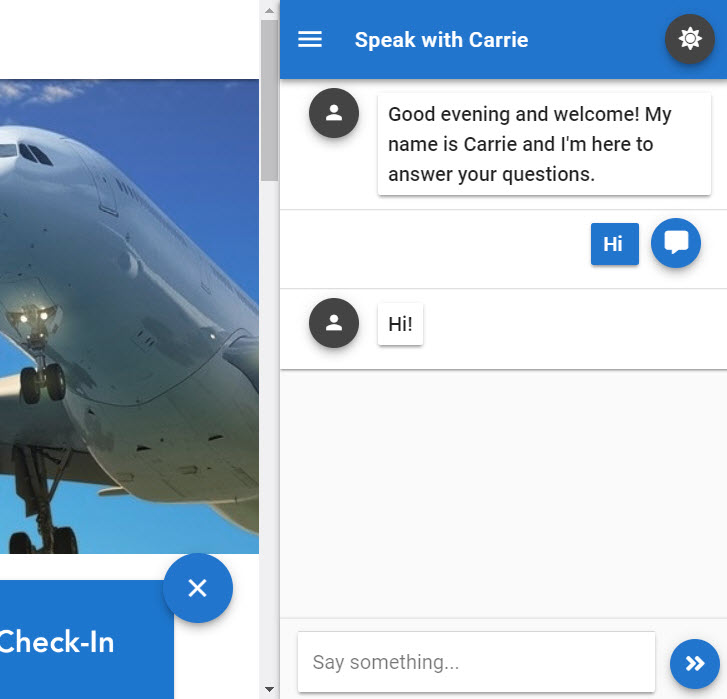 Speak with Carrie
Good evening and welcome! My
name is Carrie and I'm here to
answer your questions.
Hi
Hi!
Check-In
Say something...